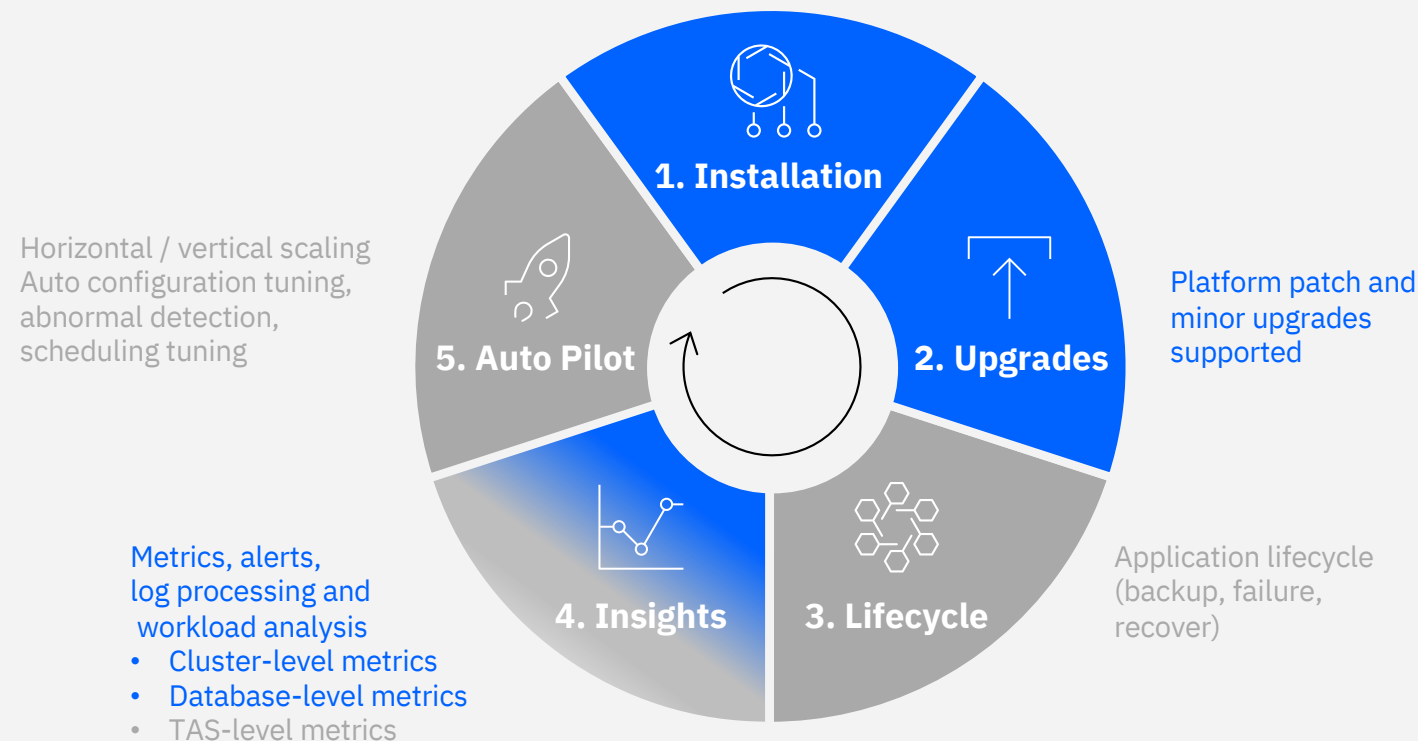 1. Installation
2. Upgrades
Platform patch and
minor upgrades
supported
3. Lifecycle
Application lifecycle
(backup, failure,
recover)
4. Insights
Metrics, alerts,
log processing and
workload analysis
• Cluster-level metrics
• Database-level metrics
• TAS-level metrics
5. Auto Pilot
Horizontal / vertical scaling
Auto configuration tuning,
abnormal detection,
scheduling tuning